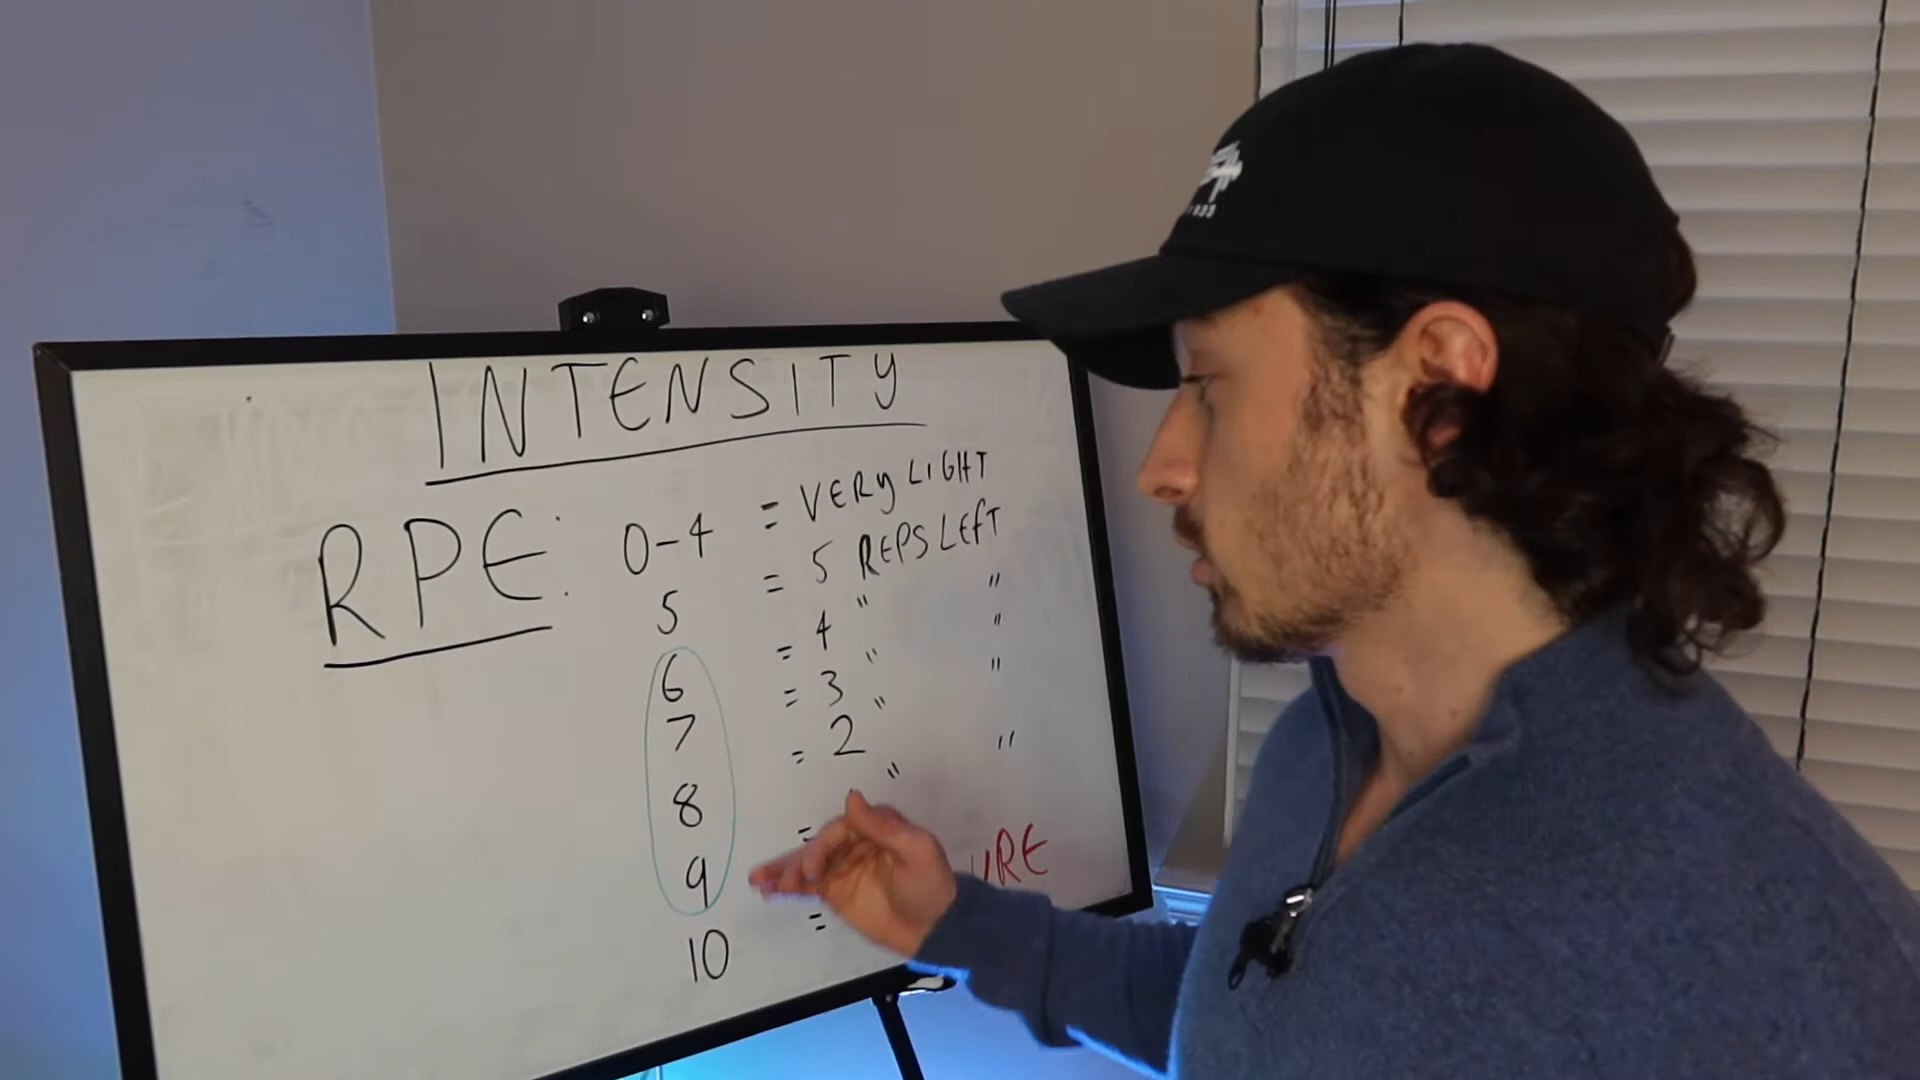 INTENSITY
RPE: 0-4 = VERY LIGHT
5 = 5 REPS LEFT
6 = 4 " "
7 = 3 " "
8 = 2 " "
9 = " "
10 =